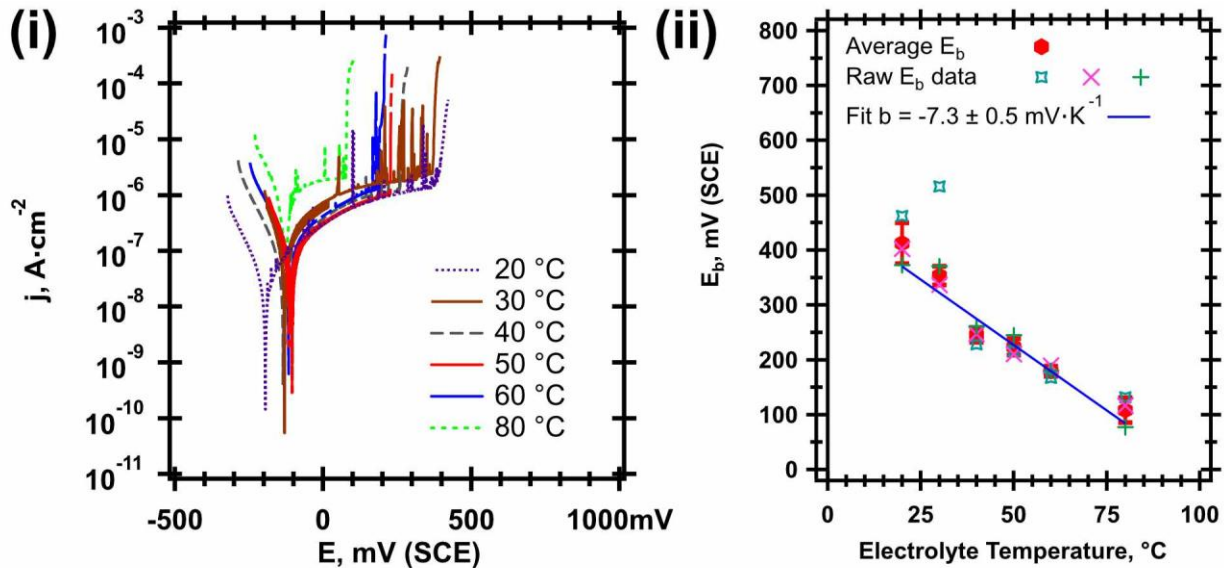 (i)
j, A·cm⁻²
10⁻³
10⁻⁴
10⁻⁵
10⁻⁶
10⁻⁷
10⁻⁸
10⁻⁹
10⁻¹⁰
10⁻¹¹
20 °C
30 °C
40 °C
50 °C
60 °C
80 °C
-500 0 500 1000mV
E, mV (SCE)
(ii)
E_b, mV (SCE)
800
700
600
500
400
300
200
100
0
Average E_b
Raw E_b data
Fit b = -7.3 ± 0.5 mV·K⁻¹
0 25 50 75 100
Electrolyte Temperature, °C